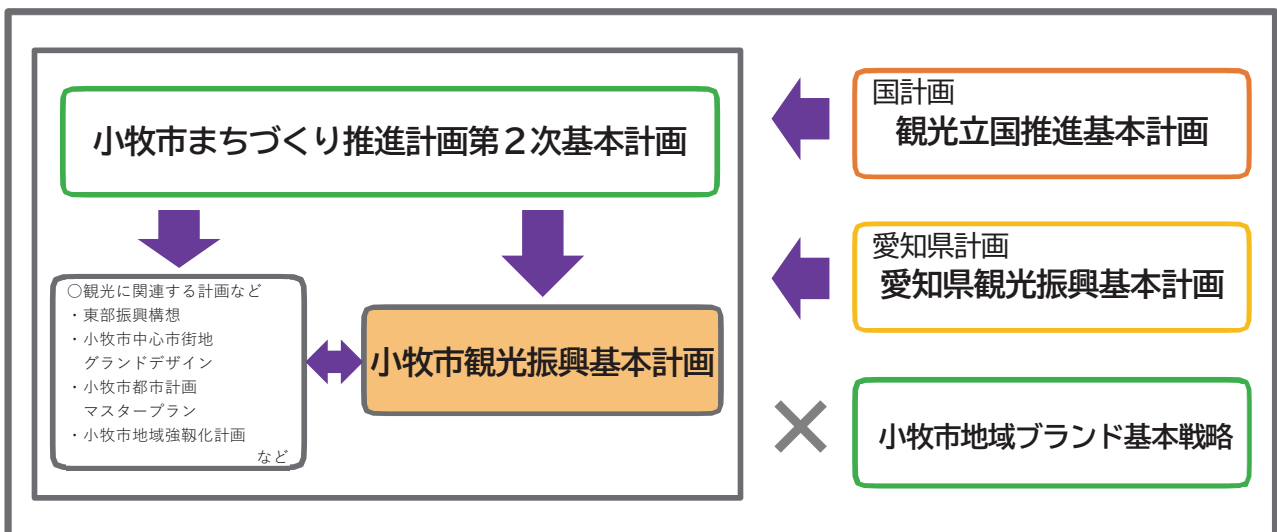 小牧市まちづくり推進計画第２次基本計画
国計画
観光立国推進基本計画
愛知県計画
愛知県観光振興基本計画
〇観光に関連する計画など
・東部振興構想
・小牧市中心市街地
グランドデザイン
・小牧市都市計画
マスタープラン
・小牧市地域強靱化計画
など
小牧市観光振興基本計画
小牧市地域ブランド基本戦略